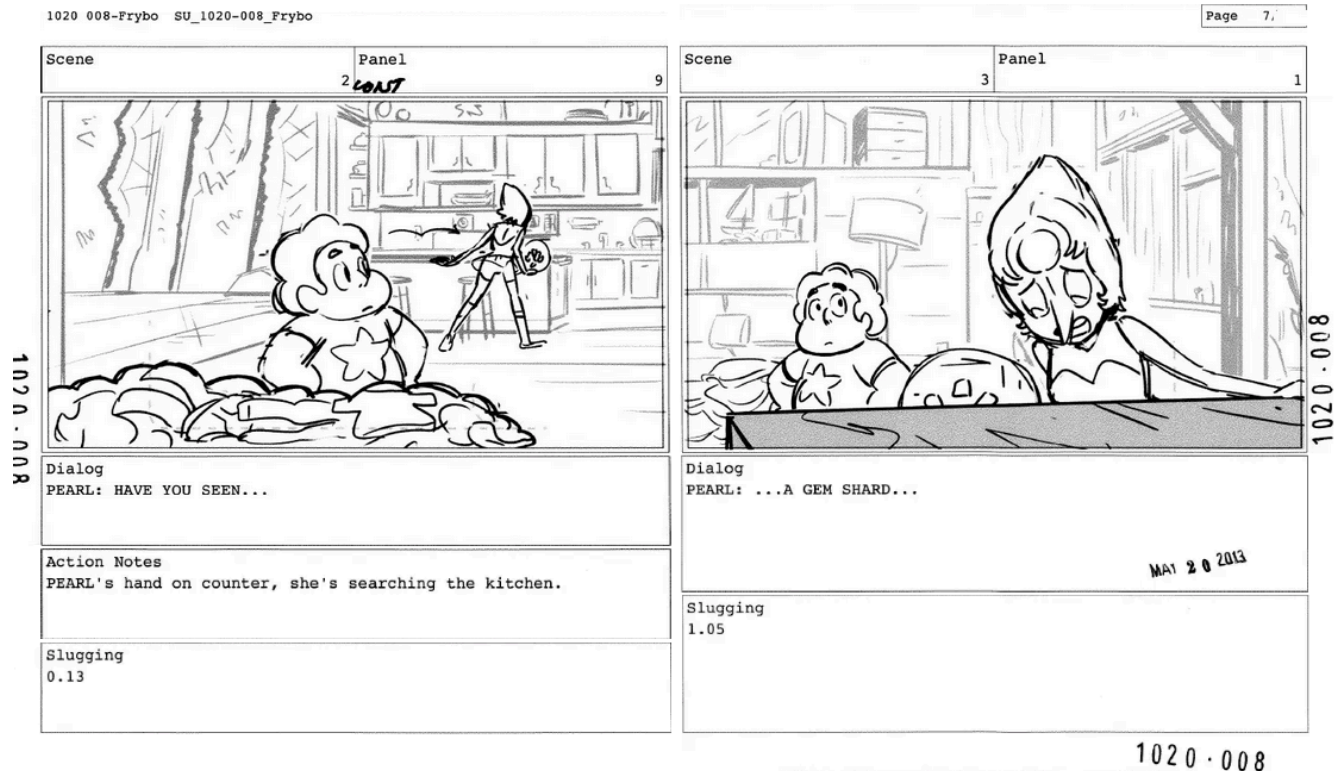 1020 008-Frybo SU_1020-008_Frybo
Page 7
Scene
2 CONT
Panel
9
Dialog
PEARL: HAVE YOU SEEN...
Action Notes
PEARL's hand on counter, she's searching the kitchen.
Slugging
0.13
1020-008
Scene
3
Panel
1
Dialog
PEARL: ...A GEM SHARD...
MAY 20 2013
Slugging
1.05
1020-008
1020-008